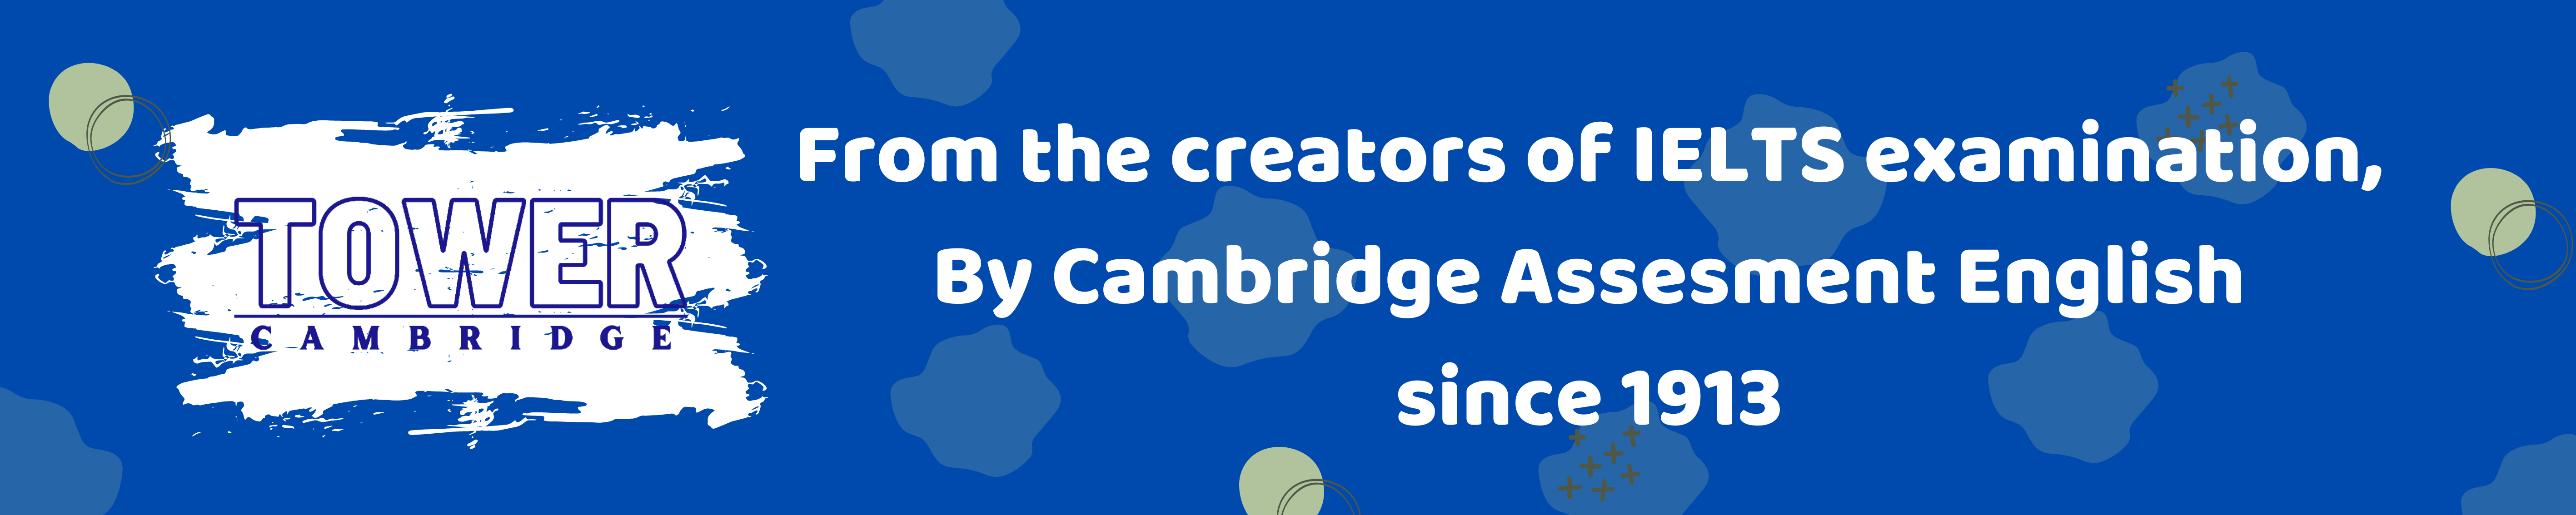 TOWER
CAMBRIDGE
From the creators of IELTS examination,
By Cambridge Assesment English
since 1913